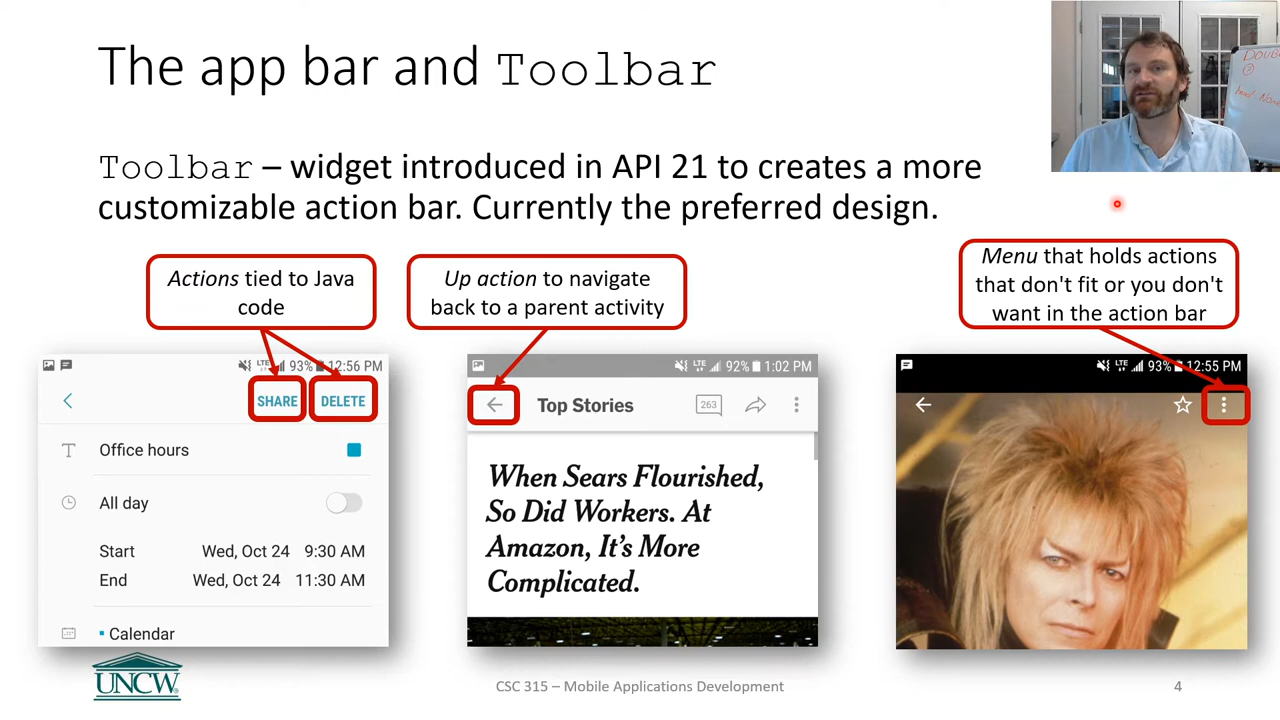 The app bar and Toolbar
DOUB
Toolbar – widget introduced in API 21 to creates a more
customizable action bar. Currently the preferred design.
Actions tied to Java
code
Up action to navigate
back to a parent activity
Menu that holds actions
that don't fit or you don't
want in the action bar
LTE 93% 12:56 PM
SHARE DELETE
Office hours
All day
Start Wed, Oct 24 9:30 AM
End Wed, Oct 24 11:30 AM
Calendar
LTE 92% 1:02 PM
Top Stories 263
When Sears Flourished,
So Did Workers. At
Amazon, It's More
Complicated.
LTE 93% 12:55 PM
UNCW
CSC 315 – Mobile Applications Development
4